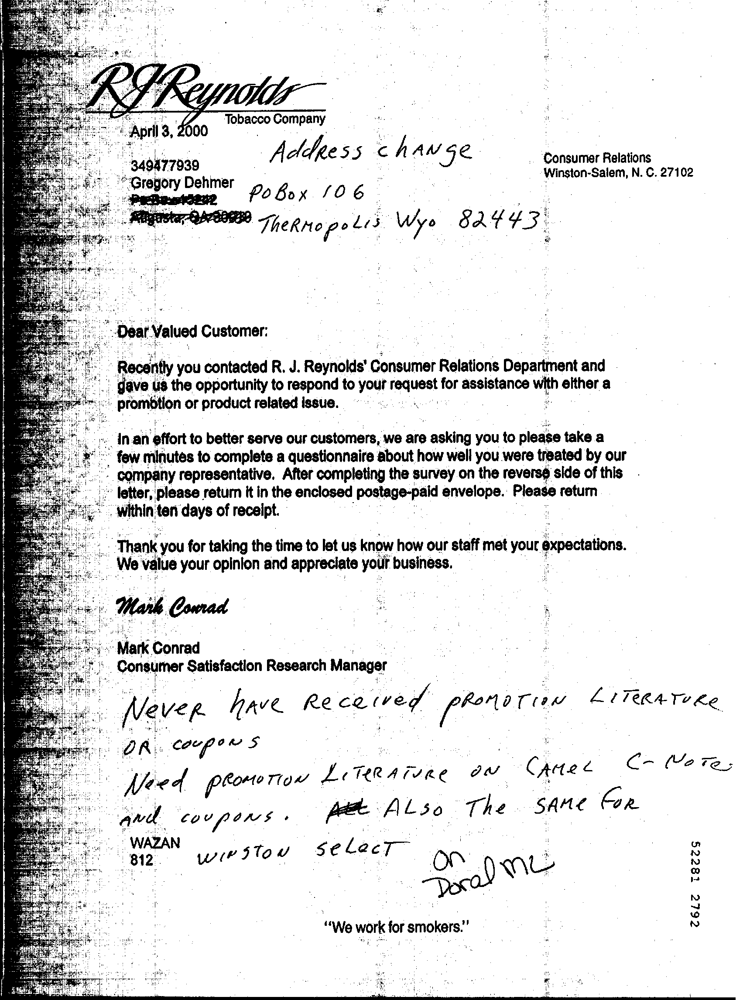 RJReynolds
Tobacco Company
April 3, 2000
Address change
Consumer Relations
Winston-Salem, N. C. 27102
349477939
Gregory Dehmer
PO Box 106
Thermopolis Wyo 82443
Dear Valued Customer:
Recently you contacted R. J. Reynolds' Consumer Relations Department and
gave us the opportunity to respond to your request for assistance with either a
promotion or product related issue.
In an effort to better serve our customers, we are asking you to please take a
few minutes to complete a questionnaire about how well you were treated by our
company representative. After completing the survey on the reverse side of this
letter, please return it in the enclosed postage-paid envelope. Please return
within ten days of receipt.
Thank you for taking the time to let us know how our staff met your expectations.
We value your opinion and appreciate your business.
Mark Conrad
Mark Conrad
Consumer Satisfaction Research Manager
Never have Received promotion Literature
OR coupons
Need promotion Literature on Camel C-Notes
And coupons. Also The same For
WAZAN
812
Winston select
on
Doral ML
52281 2792
"We work for smokers."